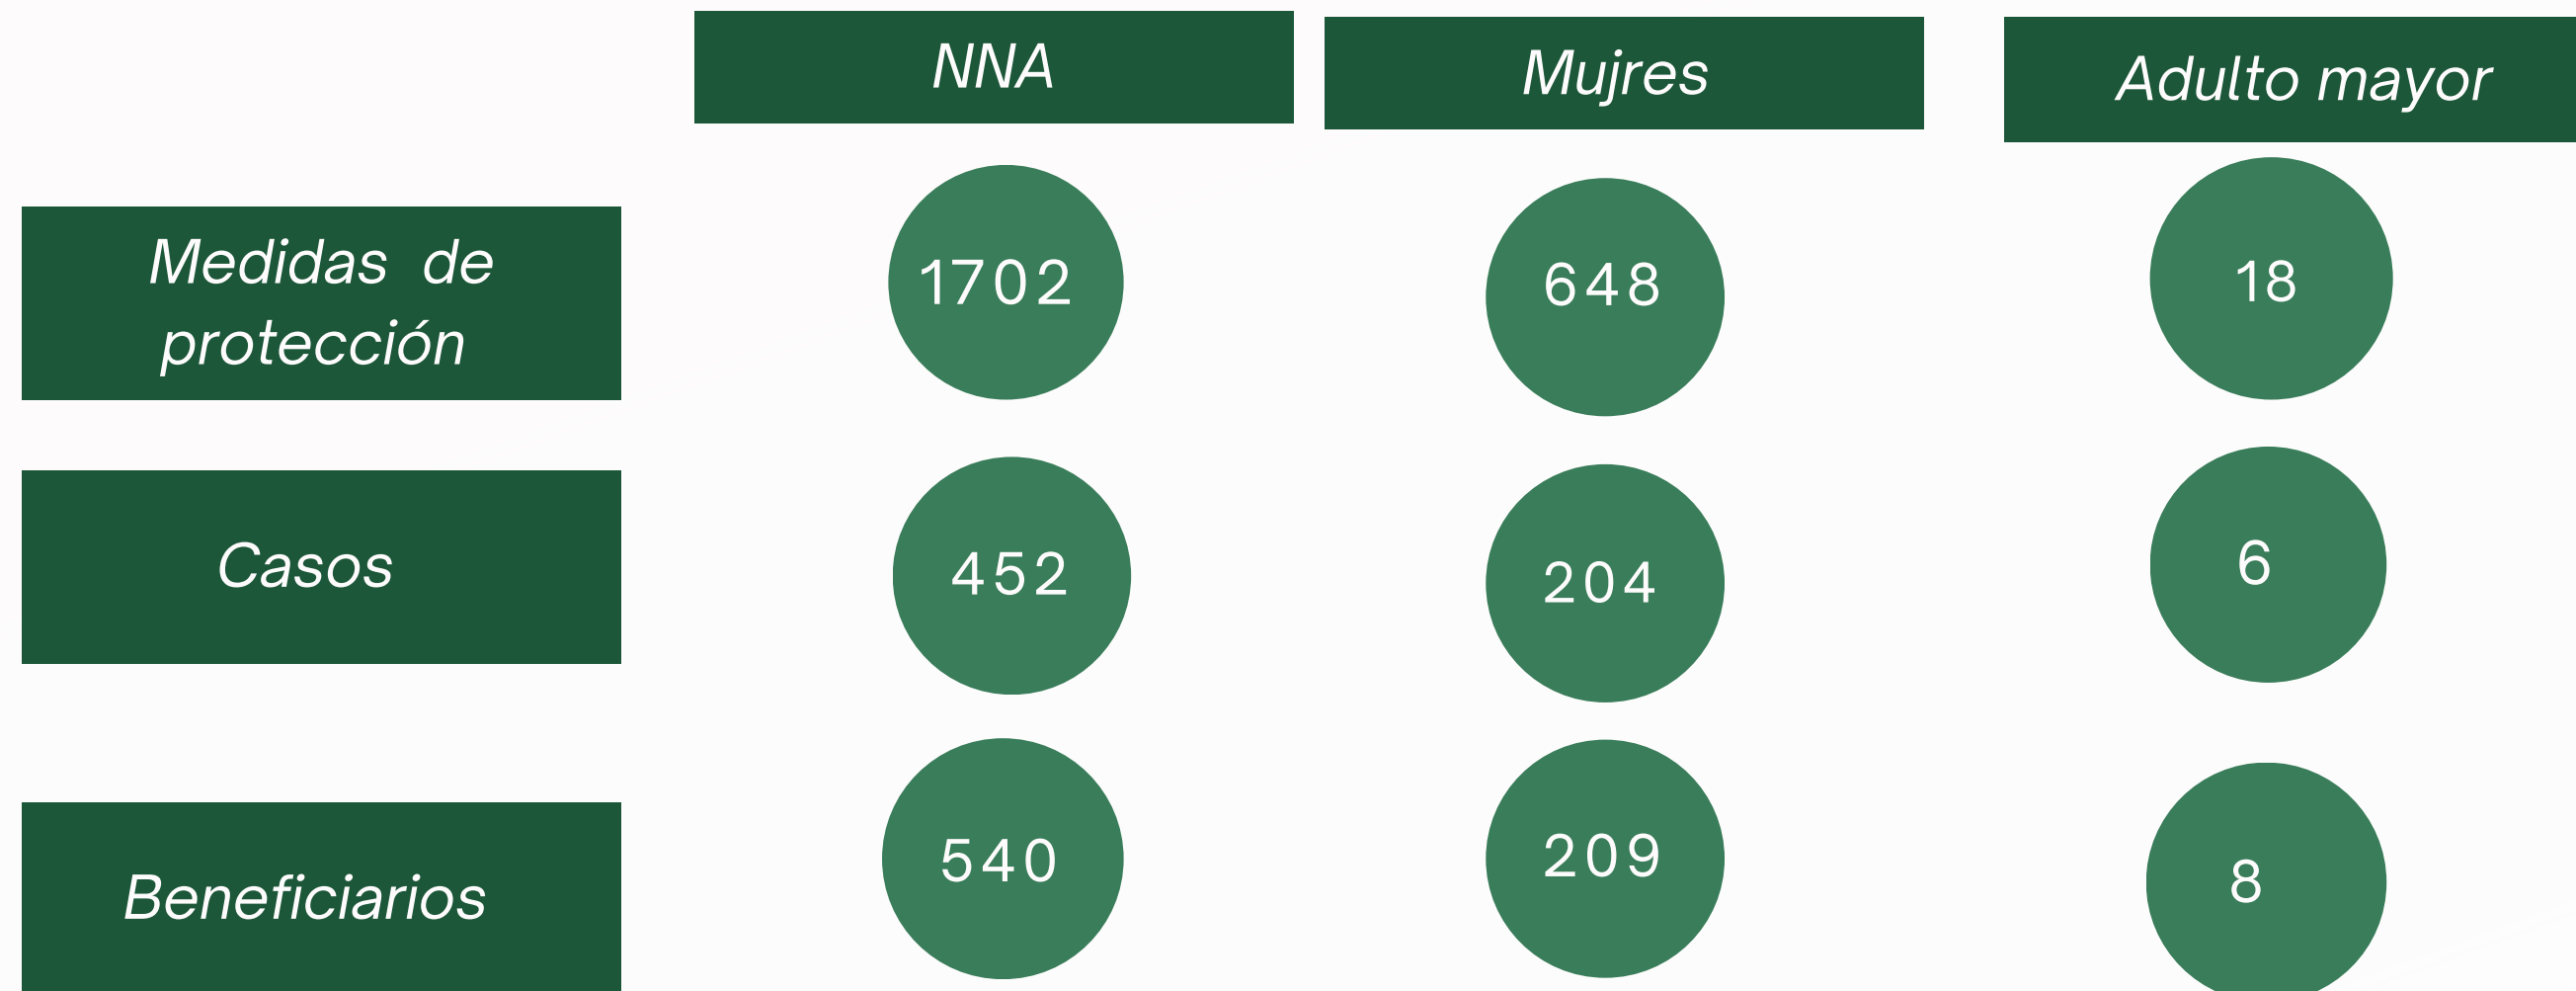 NNA
Mujres
Adulto mayor
Medidas de
protección
1702
648
18
Casos
452
204
6
Beneficiarios
540
209
8